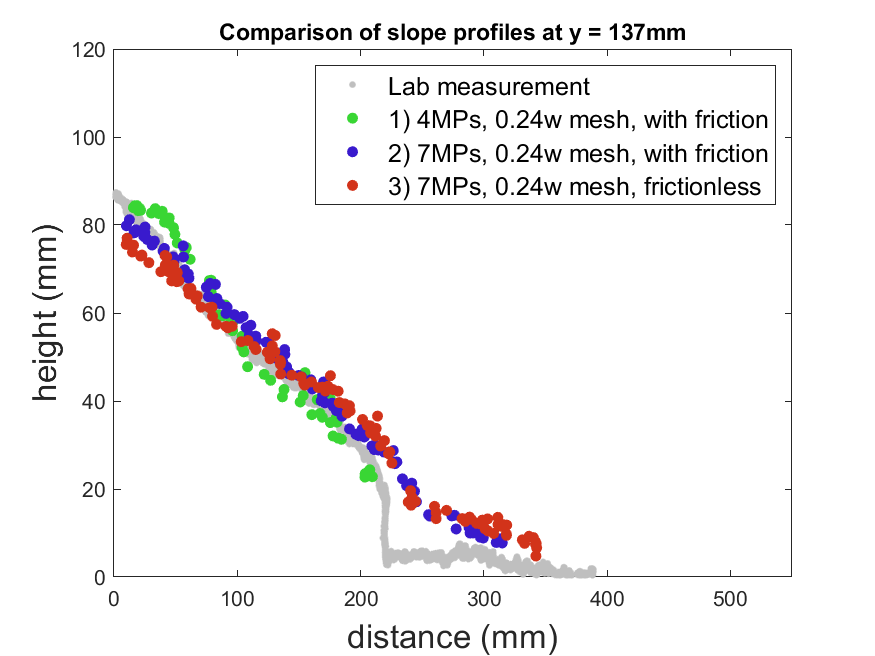 Comparison of slope profiles at y = 137mm
120
100
80
60
40
20
0
height (mm)
Lab measurement
1) 4MPs, 0.24w mesh, with friction
2) 7MPs, 0.24w mesh, with friction
3) 7MPs, 0.24w mesh, frictionless
0 100 200 300 400 500
distance (mm)